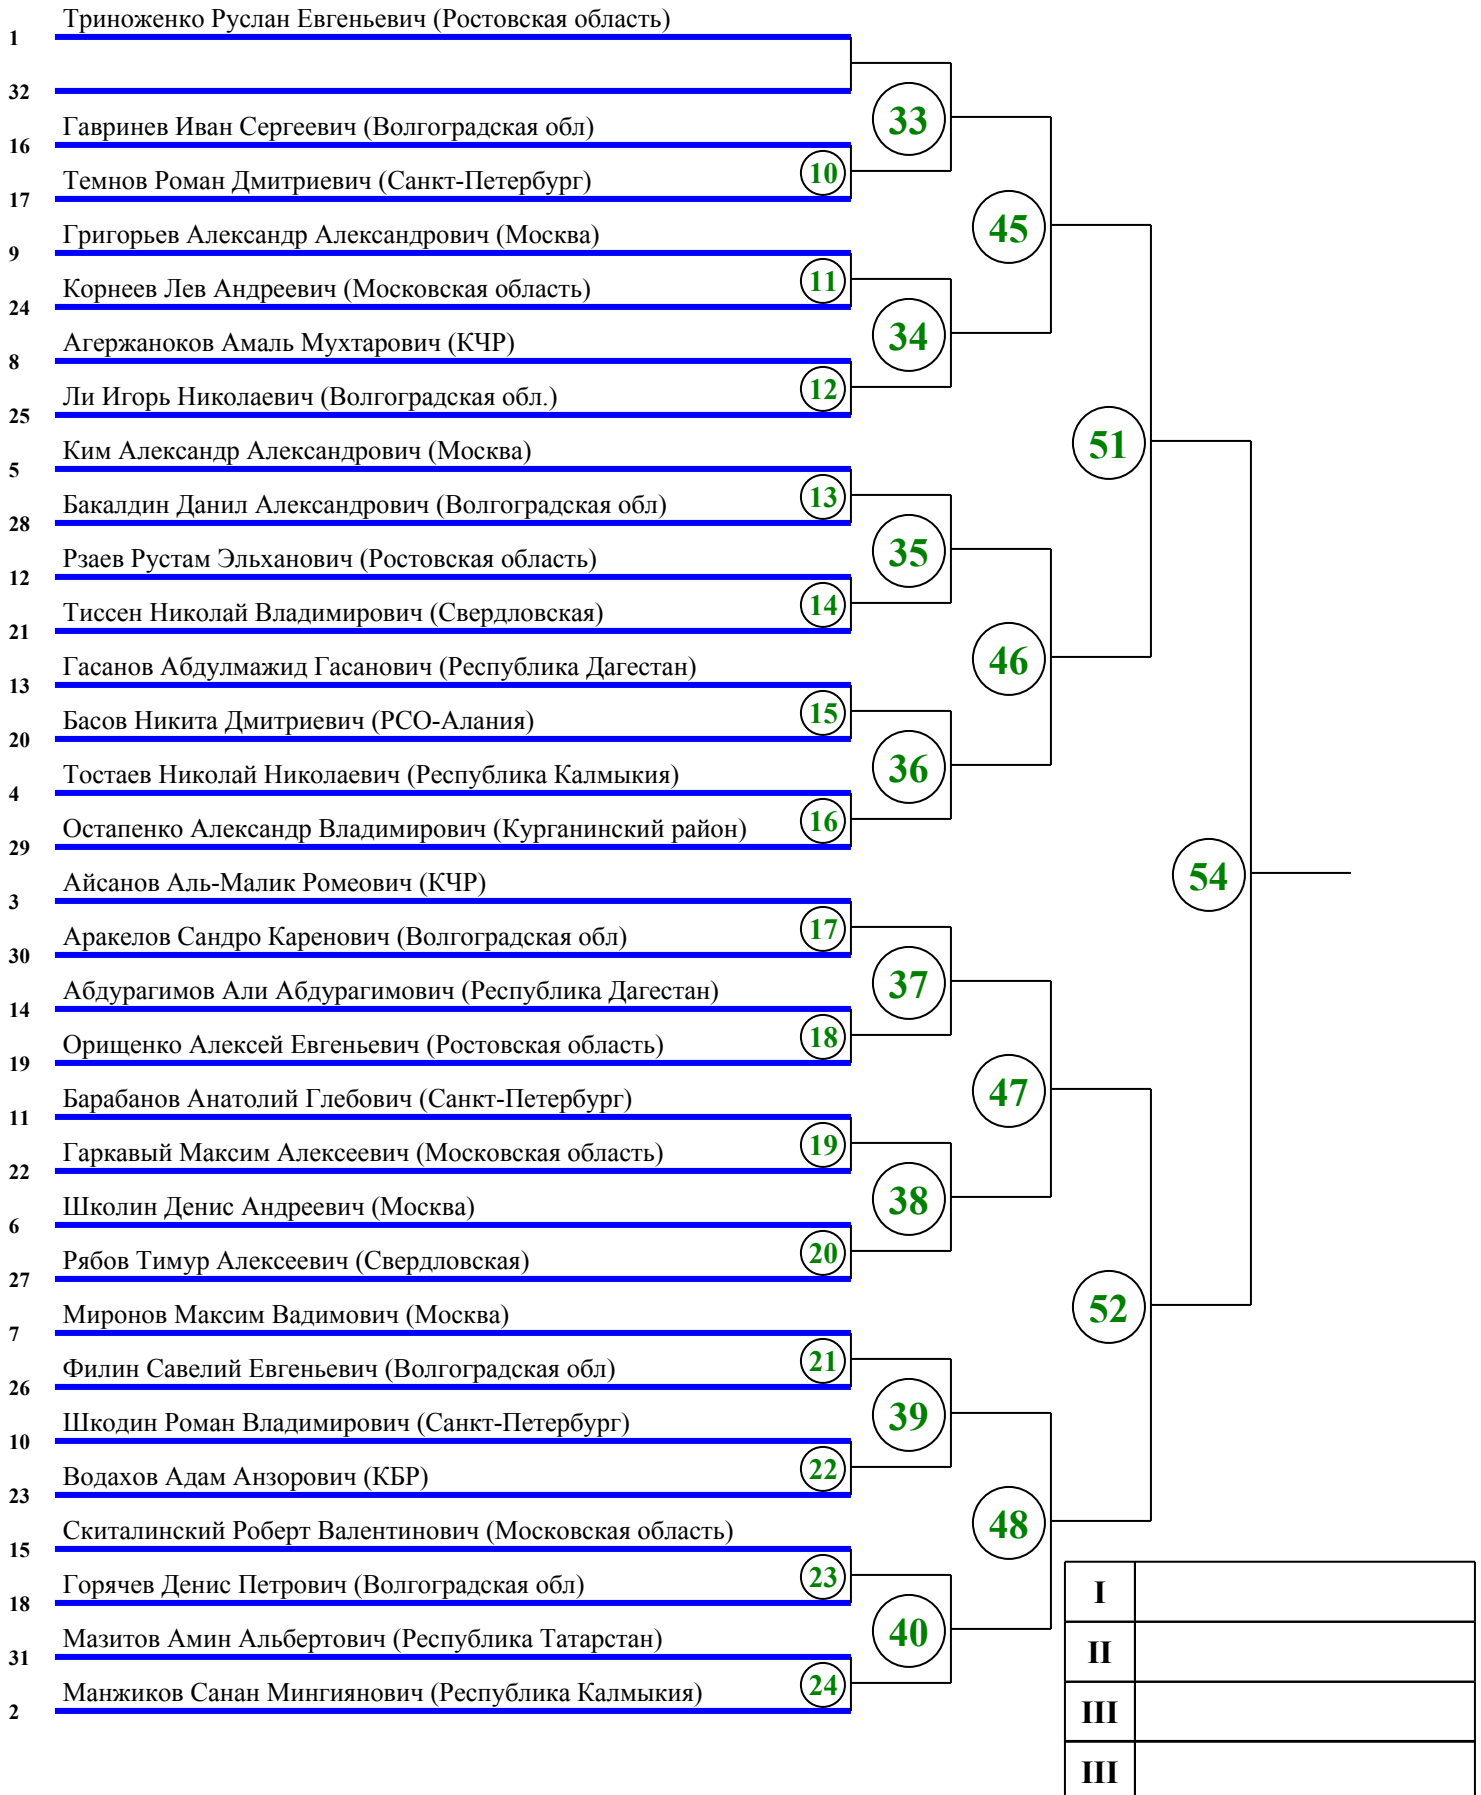 Триноженко Руслан Евгеньевич (Ростовская область)
1
32
33
Гавринев Иван Сергеевич (Волгоградская обл)
16
10
Темнов Роман Дмитриевич (Санкт-Петербург)
17
45
Григорьев Александр Александрович (Москва)
9
11
Корнеев Лев Андреевич (Московская область)
24
34
Агержаноков Амаль Мухтарович (КЧР)
8
12
Ли Игорь Николаевич (Волгоградская обл.)
25
51
Ким Александр Александрович (Москва)
5
13
Бакалдин Данил Александрович (Волгоградская обл)
28
35
Рзаев Рустам Эльханович (Ростовская область)
12
14
Тиссен Николай Владимирович (Свердловская)
21
46
Гасанов Абдулмажид Гасанович (Республика Дагестан)
13
15
Басов Никита Дмитриевич (РСО-Алания)
20
36
Тостаев Николай Николаевич (Республика Калмыкия)
4
16
Остапенко Александр Владимирович (Курганинский район)
29
54
Айсанов Аль-Малик Ромеович (КЧР)
3
17
Аракелов Сандро Каренович (Волгоградская обл)
30
37
Абдурагимов Али Абдурагимович (Республика Дагестан)
14
18
Орищенко Алексей Евгеньевич (Ростовская область)
19
47
Барабанов Анатолий Глебович (Санкт-Петербург)
11
19
Гаркавый Максим Алексеевич (Московская область)
22
38
Школин Денис Андреевич (Москва)
6
20
Рябов Тимур Алексеевич (Свердловская)
27
52
Миронов Максим Вадимович (Москва)
7
21
Филин Савелий Евгеньевич (Волгоградская обл)
26
39
Шкодин Роман Владимирович (Санкт-Петербург)
10
22
Водахов Адам Анзорович (КБР)
23
48
Скиталинский Роберт Валентинович (Московская область)
15
23
Горячев Денис Петрович (Волгоградская обл)
18
I
40
Мазитов Амин Альбертович (Республика Татарстан)
31
II
24
Манжиков Санан Мингиянович (Республика Калмыкия)
2
III
III